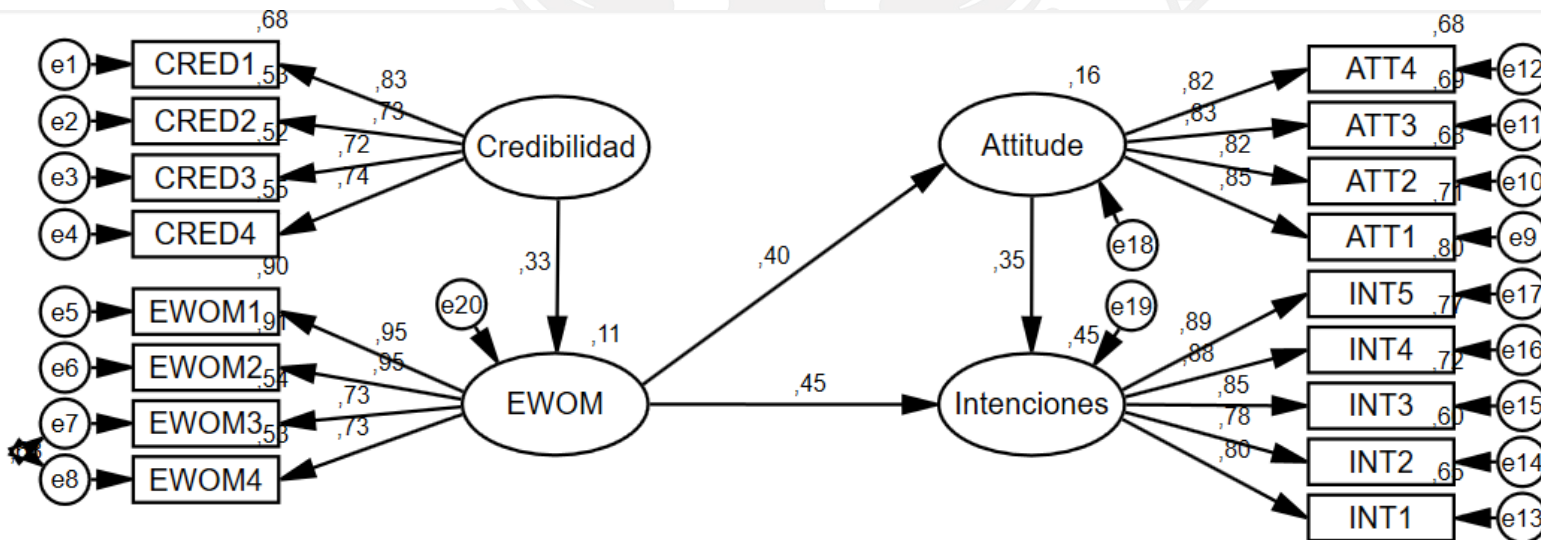 ,68
e1 CRED1
,53
e2 CRED2
,52
e3 CRED3
,55
e4 CRED4
,83
,73
,72
,74
Credibilidad
,33
,90
e5 EWOM1
,91
e6 EWOM2
,54
e7 EWOM3
,53
e8 EWOM4
,95
,95
,73
,73
e20
,11
EWOM
,40
,45
,16
Attitude
e18
,35
e19
,45
Intenciones
,82
,83
,82
,85
,68
ATT4 e12
,69
ATT3 e11
,68
ATT2 e10
,71
ATT1 e9
,89
,88
,85
,78
,80
,80
INT5 e17
,77
INT4 e16
,72
INT3 e15
,60
INT2 e14
,65
INT1 e13